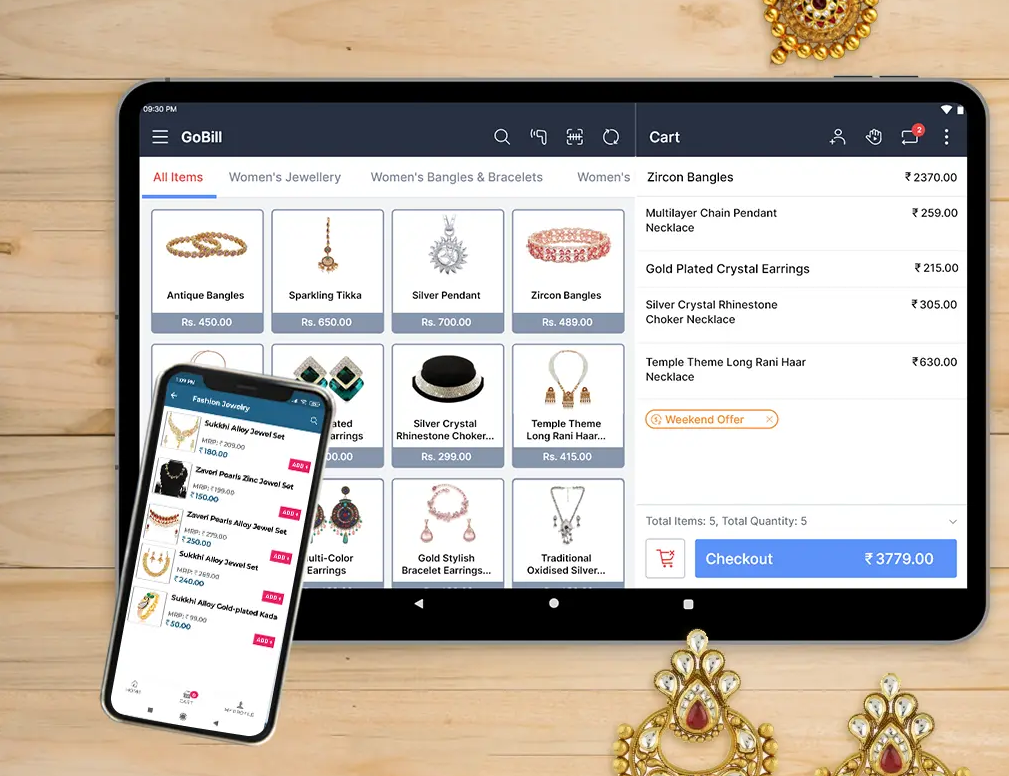 09:30 PM
GoBill
Cart
2
All Items
Women's Jewellery
Women's Bangles & Bracelets
Women's
Zircon Bangles
₹ 2370.00
Multilayer Chain Pendant
Necklace
₹ 259.00
Gold Plated Crystal Earrings
₹ 215.00
Silver Crystal Rhinestone
Choker Necklace
₹305.00
Temple Theme Long Rani Haar
Necklace
₹630.00
Weekend Offer
Total Items: 5, Total Quantity: 5
Checkout
₹ 3779.00
Antique Bangles
Rs. 450.00
Sparkling Tikka
Rs. 650.00
Silver Pendant
Rs. 700.00
Zircon Bangles
Rs. 489.00
ated
arrings
00.00
Silver Crystal
Rhinestone Choker...
Rs. 299.00
Temple Theme
Long Rani Haar...
Rs. 415.00
ulti-Color
Earrings
Gold Stylish
Bracelet Earrings...
Traditional
Oxidised Silver...
1:09 PM
Fashion Jewelry
Sukkhi Alloy Jewel Set
MRP: ₹ 209.00
₹180.00
ADD +
Zaveri Pearls Zinc Jewel Set
MRP: ₹199.00
₹150.00
ADD +
Zaveri Pearls Alloy Jewel Set
MRP: ₹ 279.00
₹ 250.00
ADD +
Sukkhi Alloy Jewel Set
MRP: ₹ 269.00
₹240.00
ADD +
Sukkhi Alloy Gold-plated Kada
MRP: ₹ 99.00
₹50.00
ADD +
HOME
CART
MY PROFILE